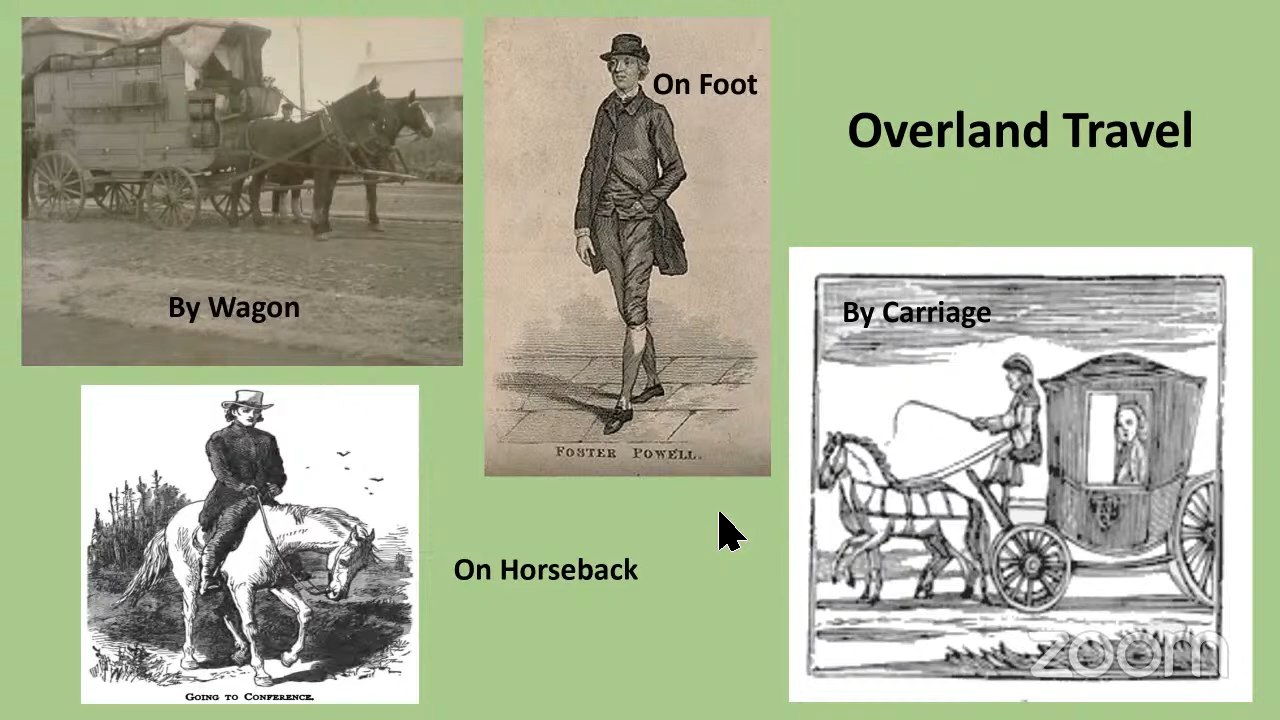 Overland Travel
By Wagon
On Foot
FOSTER POWELL.
By Carriage
On Horseback
GOING TO CONFERENCE.
zoom